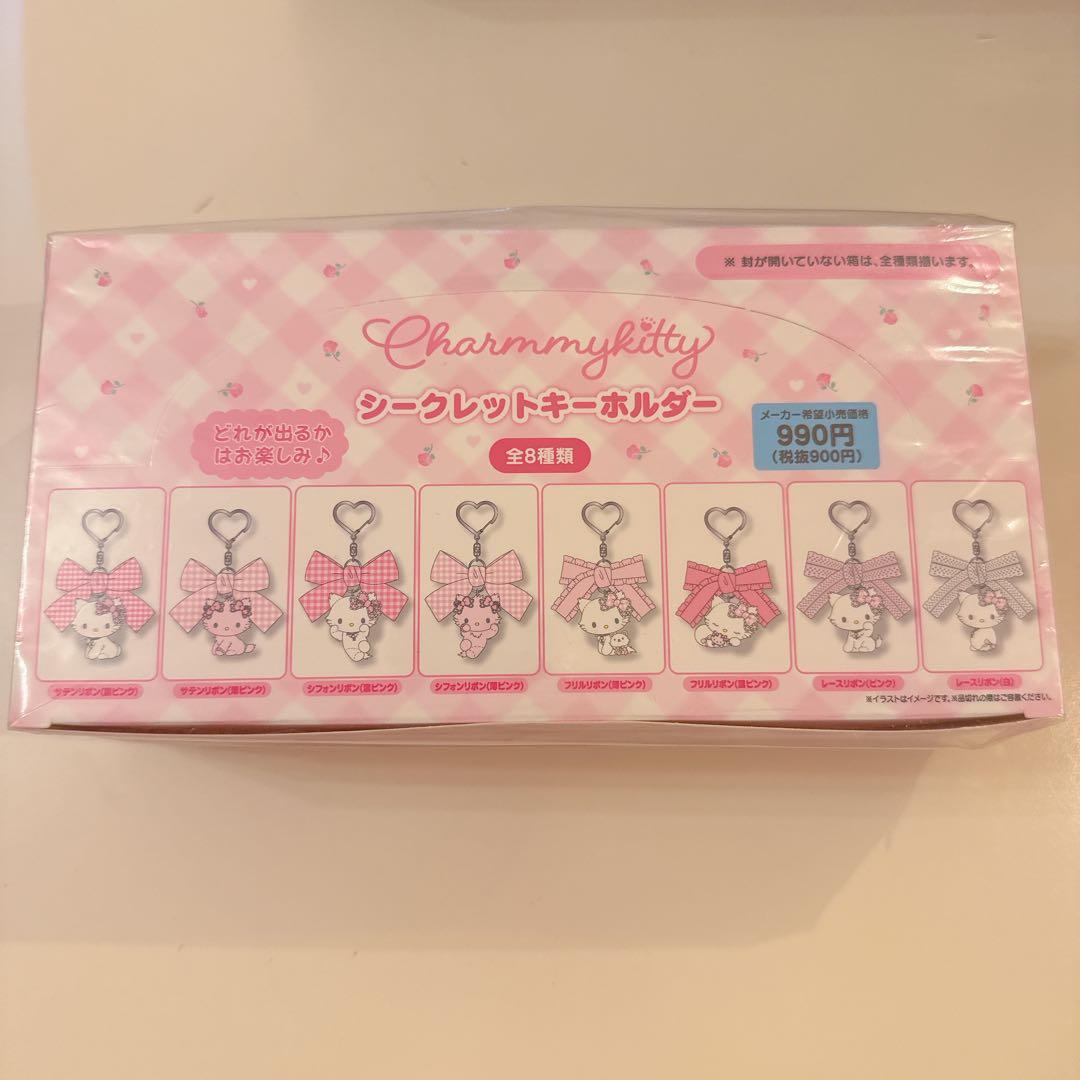 ※ 封が開いていない箱は、全種類揃います。
Charmmykitty
シークレットキーホルダー
どれが出るか
はお楽しみ♪
全8種類
メーカー希望小売価格
990円
(税抜900円)
サテンリボン(濃ピンク)
サテンリボン(薄ピンク)
シフォンリボン(濃ピンク)
シフォンリボン(薄ピンク)
フリルリボン(薄ピンク)
フリルリボン(濃ピンク)
レースリボン(ピンク)
レースリボン(白)
※イラストはイメージです。※品切れの際はご容赦ください。